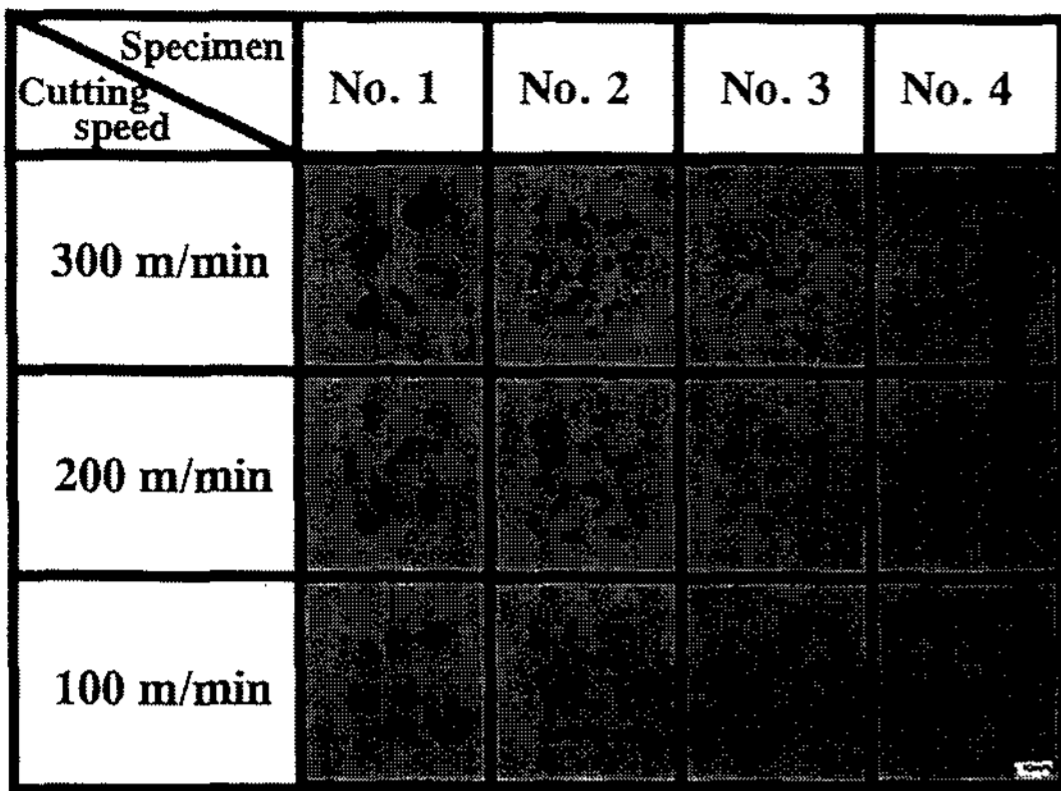 Specimen
Cutting
speed
No. 1
No. 2
No. 3
No. 4
300 m/min
200 m/min
100 m/min